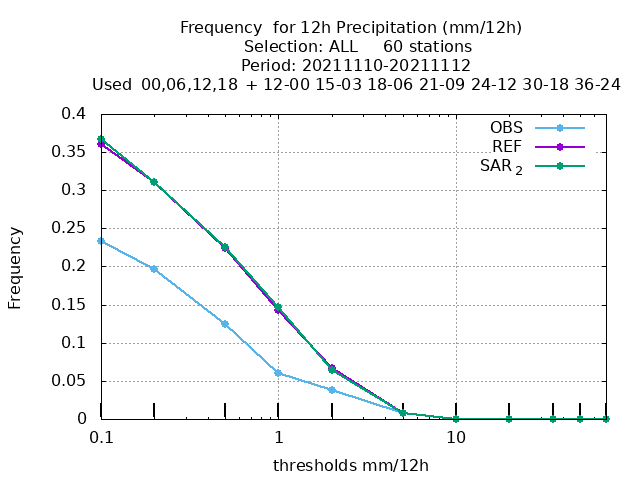 Frequency  for 12h Precipitation (mm/12h)
Selection: ALL     60 stations
Period: 20211110-20211112
Used  00,06,12,18  + 12-00 15-03 18-06 21-09 24-12 30-18 36-24
0.4
0.35
0.3
0.25
0.2
0.15
0.1
0.05
0
Frequency
OBS
REF
SAR 2
0.1 1 10
thresholds mm/12h